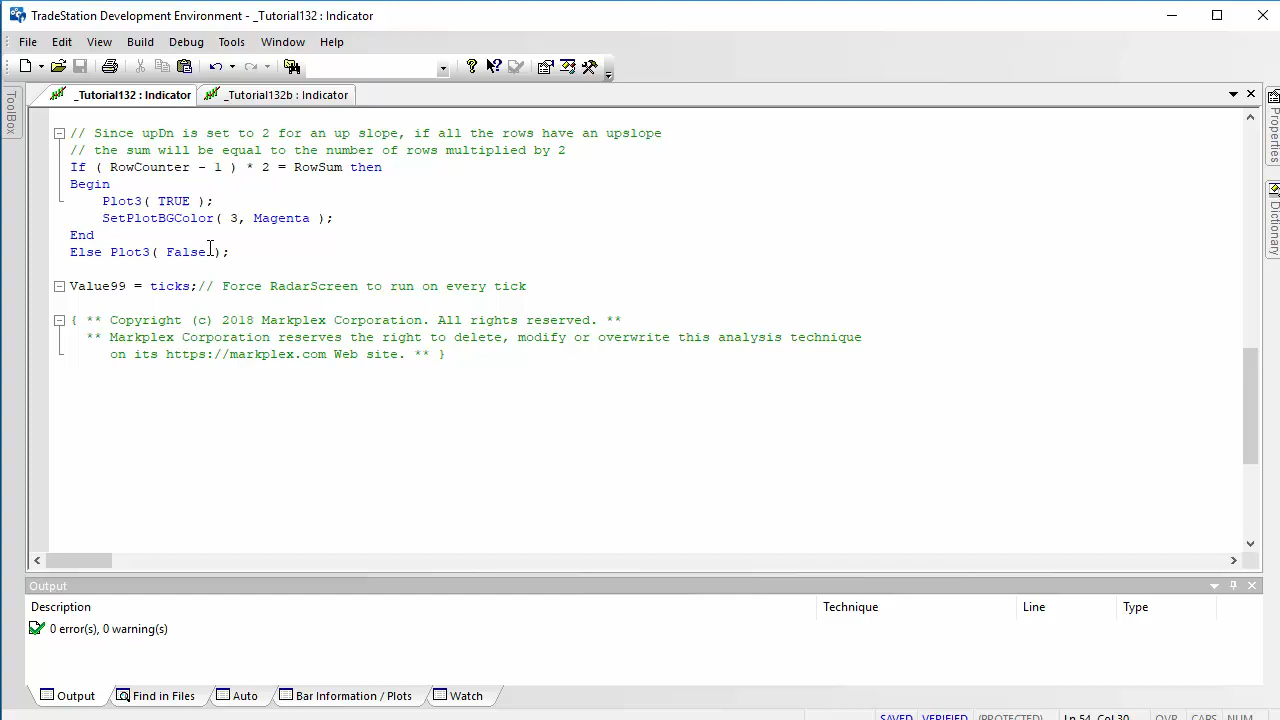 TradeStation Development Environment - _Tutorial132 : Indicator
File Edit View Build Debug Tools Window Help
_Tutorial132 : Indicator _Tutorial132b : Indicator
ToolBox
Properties
Dictionary
// Since upDn is set to 2 for an up slope, if all the rows have an upslope
// the sum will be equal to the number of rows multiplied by 2
If ( RowCounter - 1 ) * 2 = RowSum then
Begin
Plot3( TRUE );
SetPlotBGColor( 3, Magenta );
End
Else Plot3( False );
Value99 = ticks;// Force RadarScreen to run on every tick
{ ** Copyright (c) 2018 Markplex Corporation. All rights reserved. **
** Markplex Corporation reserves the right to delete, modify or overwrite this analysis technique
on its https://markplex.com Web site. ** }
Output
Description Technique Line Type
0 error(s), 0 warning(s)
Output Find in Files Auto Bar Information / Plots Watch
SAVED VERIFIED (PROTECTED) Ln 54, Col 30 OVR CAPS NUM